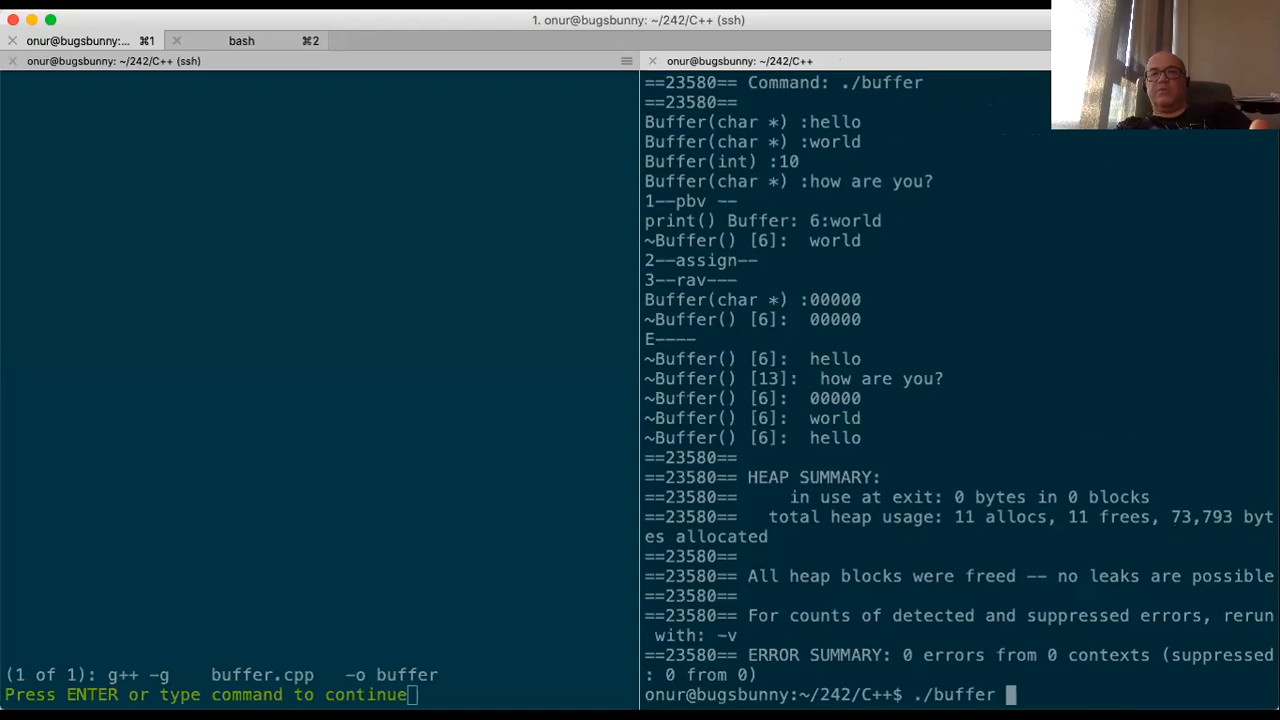 1. onur@bugsbunny: ~/242/C++ (ssh)
onur@bugsbunny:... ⌘1
bash ⌘2
onur@bugsbunny: ~/242/C++ (ssh)
(1 of 1): g++ -g    buffer.cpp   -o buffer
Press ENTER or type command to continue
onur@bugsbunny: ~/242/C++
==23580== Command: ./buffer
==23580==
Buffer(char *) :hello
Buffer(char *) :world
Buffer(int) :10
Buffer(char *) :how are you?
1--pbv --
print() Buffer: 6:world
~Buffer() [6]:  world
2--assign--
3--rav---
Buffer(char *) :00000
~Buffer() [6]:  00000
E----
~Buffer() [6]:  hello
~Buffer() [13]:  how are you?
~Buffer() [6]:  00000
~Buffer() [6]:  world
~Buffer() [6]:  hello
==23580==
==23580== HEAP SUMMARY:
==23580==     in use at exit: 0 bytes in 0 blocks
==23580==   total heap usage: 11 allocs, 11 frees, 73,793 byt
es allocated
==23580==
==23580== All heap blocks were freed -- no leaks are possible
==23580==
==23580== For counts of detected and suppressed errors, rerun
 with: -v
==23580== ERROR SUMMARY: 0 errors from 0 contexts (suppressed
: 0 from 0)
onur@bugsbunny:~/242/C++$ ./buffer